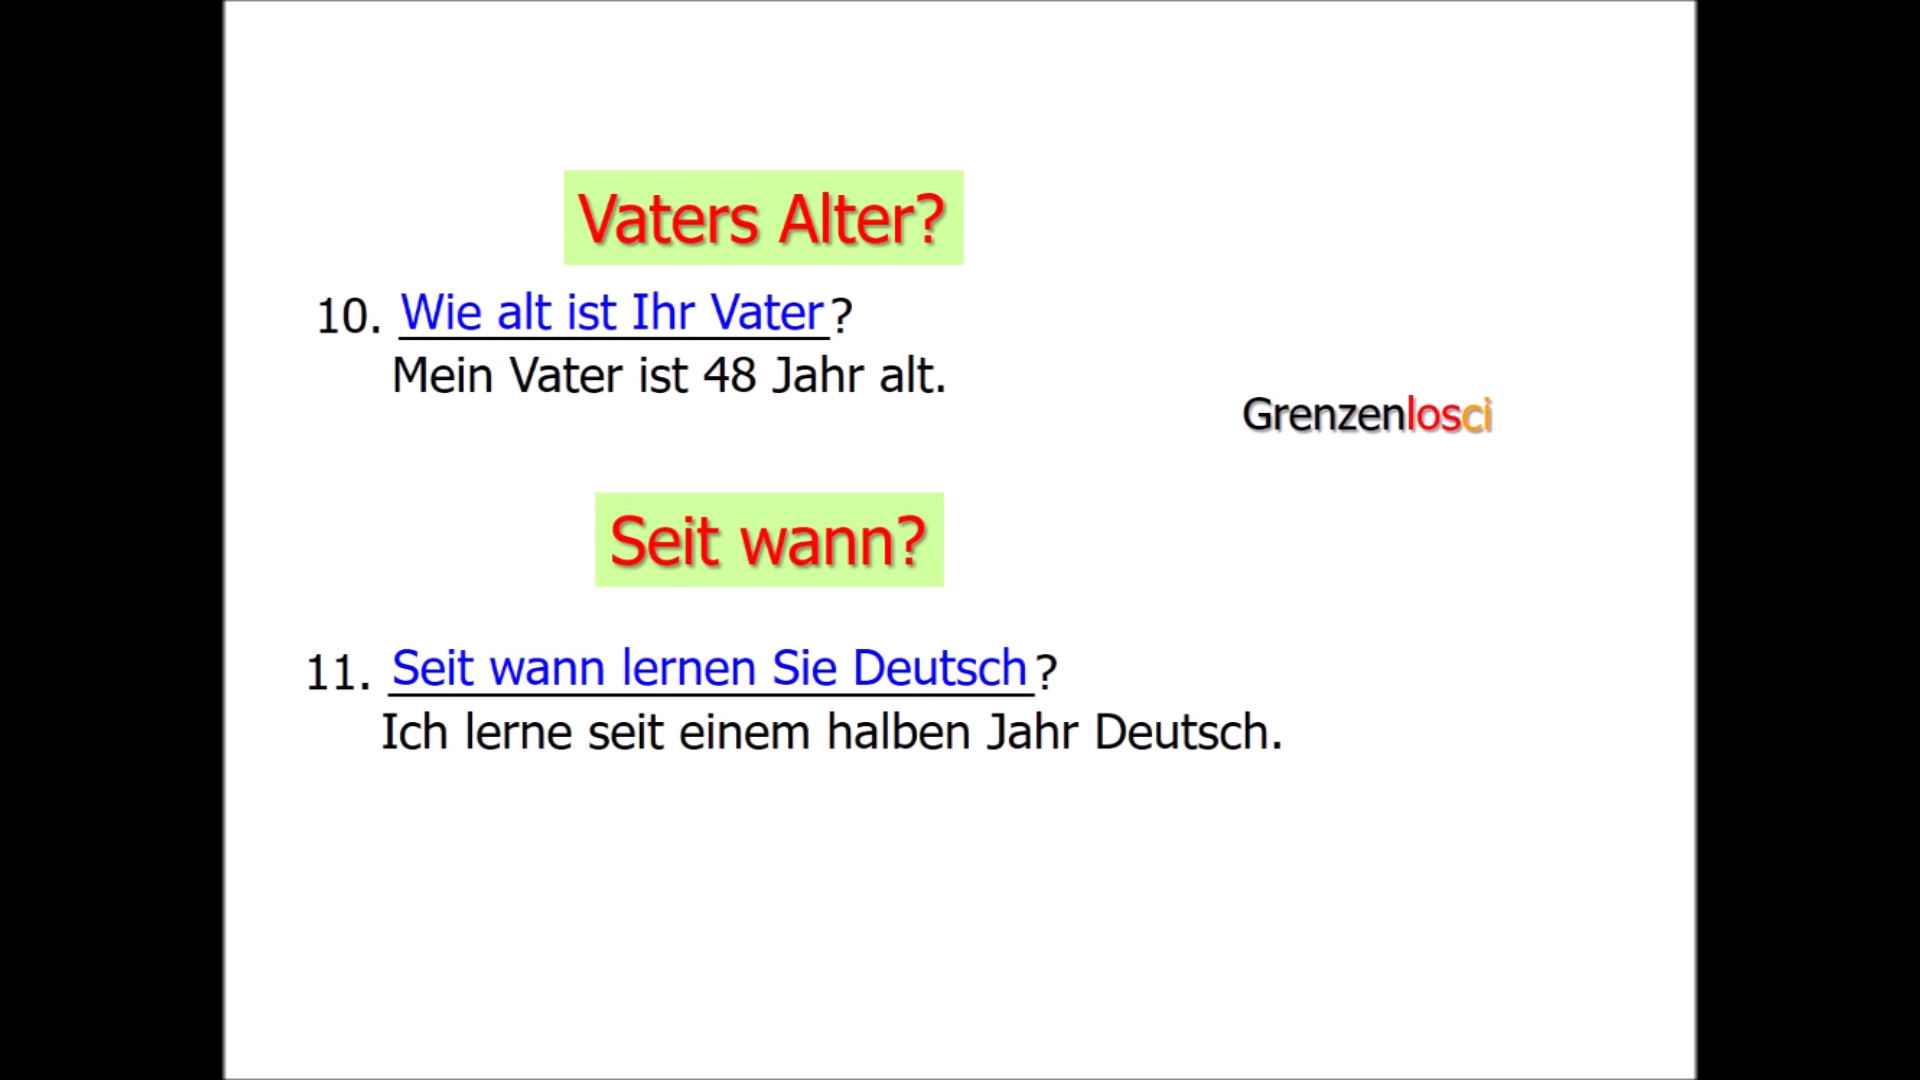 Vaters Alter?
10. Wie alt ist Ihr Vater?
Mein Vater ist 48 Jahr alt.
Grenzenlosci
Seit wann?
11. Seit wann lernen Sie Deutsch?
Ich lerne seit einem halben Jahr Deutsch.